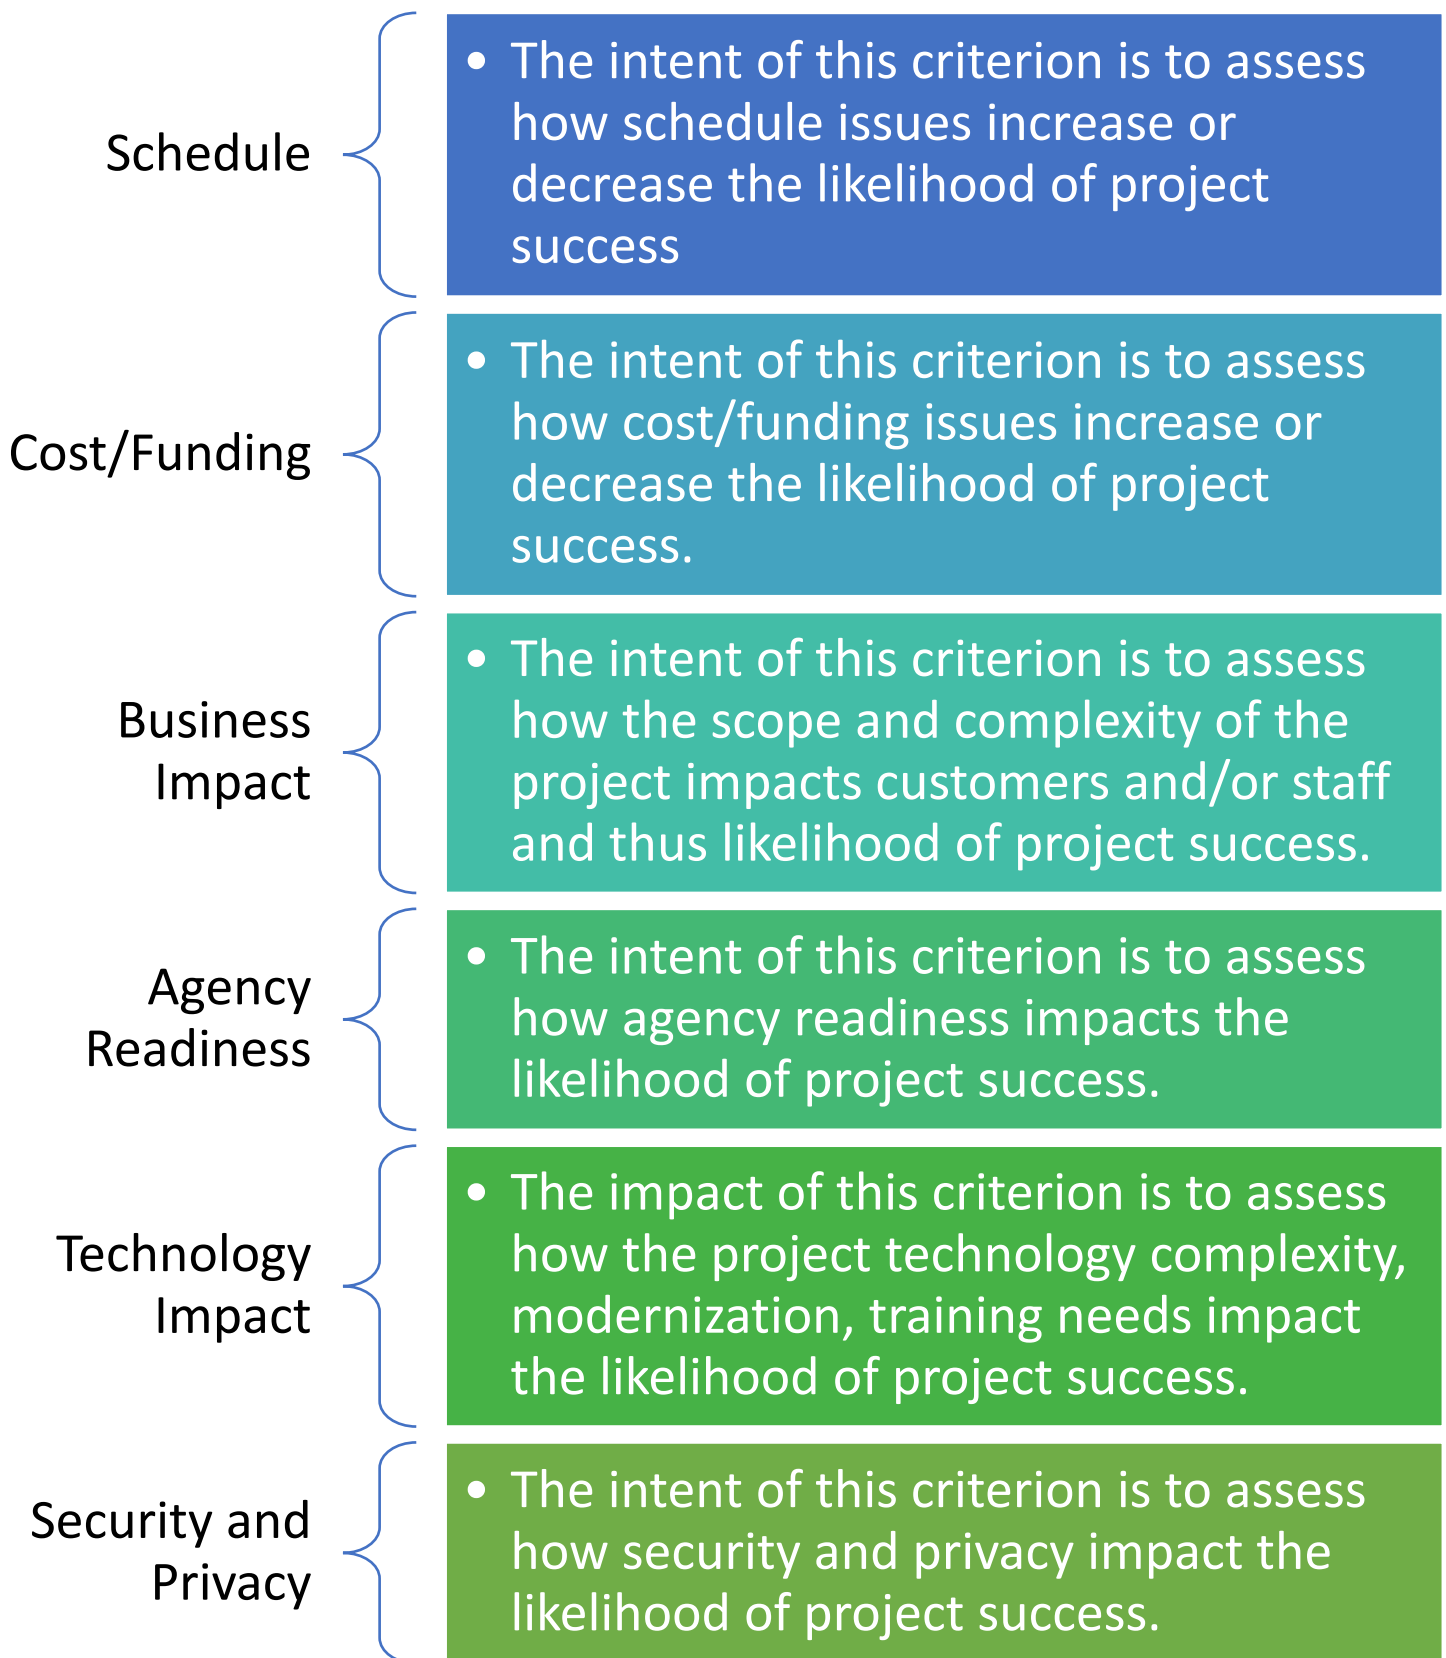 Schedule
• The intent of this criterion is to assess
how schedule issues increase or
decrease the likelihood of project
success
Cost/Funding
• The intent of this criterion is to assess
how cost/funding issues increase or
decrease the likelihood of project
success.
Business
Impact
• The intent of this criterion is to assess
how the scope and complexity of the
project impacts customers and/or staff
and thus likelihood of project success.
Agency
Readiness
• The intent of this criterion is to assess
how agency readiness impacts the
likelihood of project success.
Technology
Impact
• The impact of this criterion is to assess
how the project technology complexity,
modernization, training needs impact
the likelihood of project success.
Security and
Privacy
• The intent of this criterion is to assess
how security and privacy impact the
likelihood of project success.